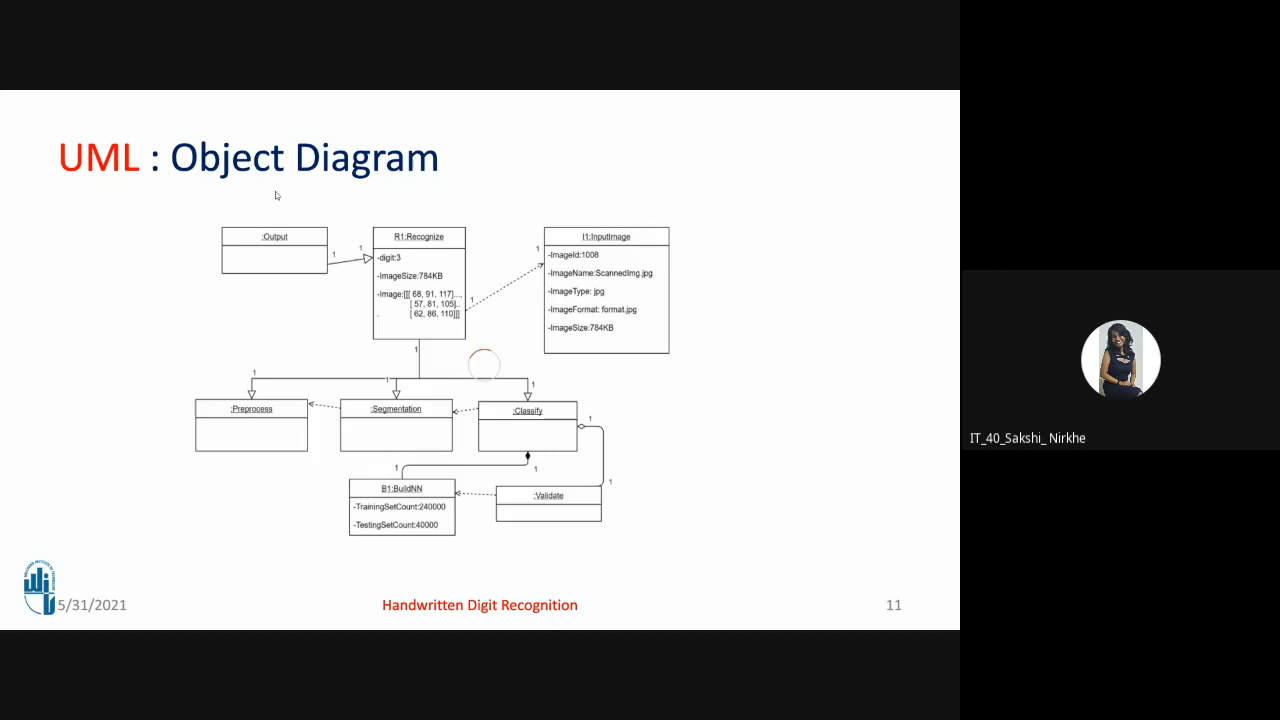 UML : Object Diagram
:Output
R1:Recognize
I1:InputImage
1
1
-digit:3
-ImageSize:784KB
-Image:[[[ 68, 91, 117]...,
[ 57, 81, 105]..
. [ 62, 86, 110]]]
1
1
-ImageId:1008
-ImageName:ScannedImg.jpg
-ImageType: jpg
-ImageFormat: format.jpg
-ImageSize:784KB
1
1
1
1
:Preprocess
:Segmentation
:Classify
1
1
1
1
B1:BuildNN
-TrainingSetCount:240000
-TestingSetCount:40000
:Validate
5/31/2021
Handwritten Digit Recognition
11
IT_40_Sakshi_ Nirkhe